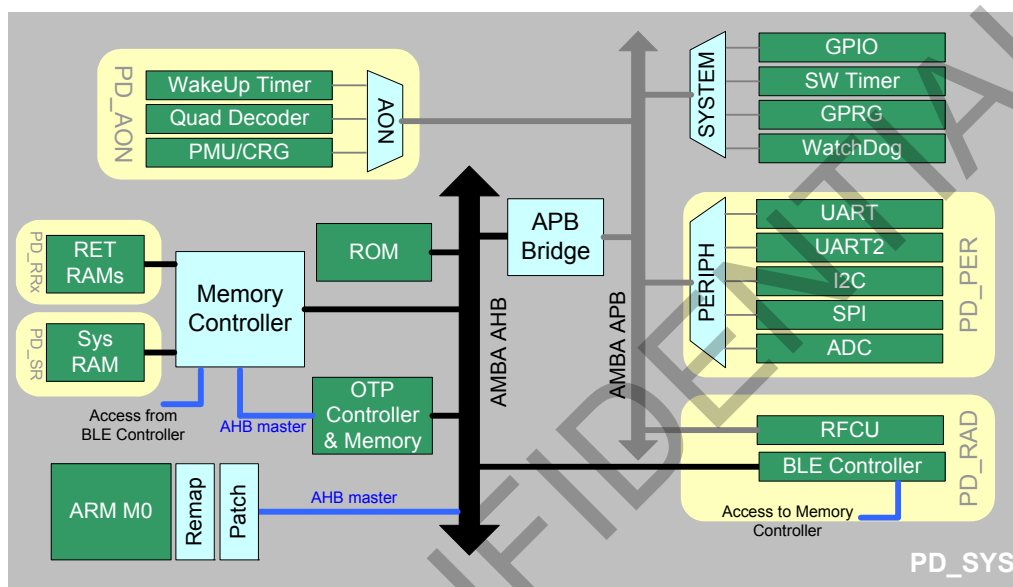 PD_AON
WakeUp Timer
Quad Decoder
PMU/CRG
AON
SYSTEM
GPIO
SW Timer
GPRG
WatchDog
PD_RRx
RET
RAMs
PD_SR
Sys
RAM
Memory
Controller
ROM
APB
Bridge
AMBA AHB
AMBA APB
PERIPH
UART
UART2
I2C
SPI
ADC
PD_PER
Access from
BLE Controller
AHB master
OTP
Controller
& Memory
RFCU
BLE Controller
PD_RAD
Access to Memory
Controller
ARM M0
Remap
Patch
AHB master
PD_SYS
FIDENTIAL